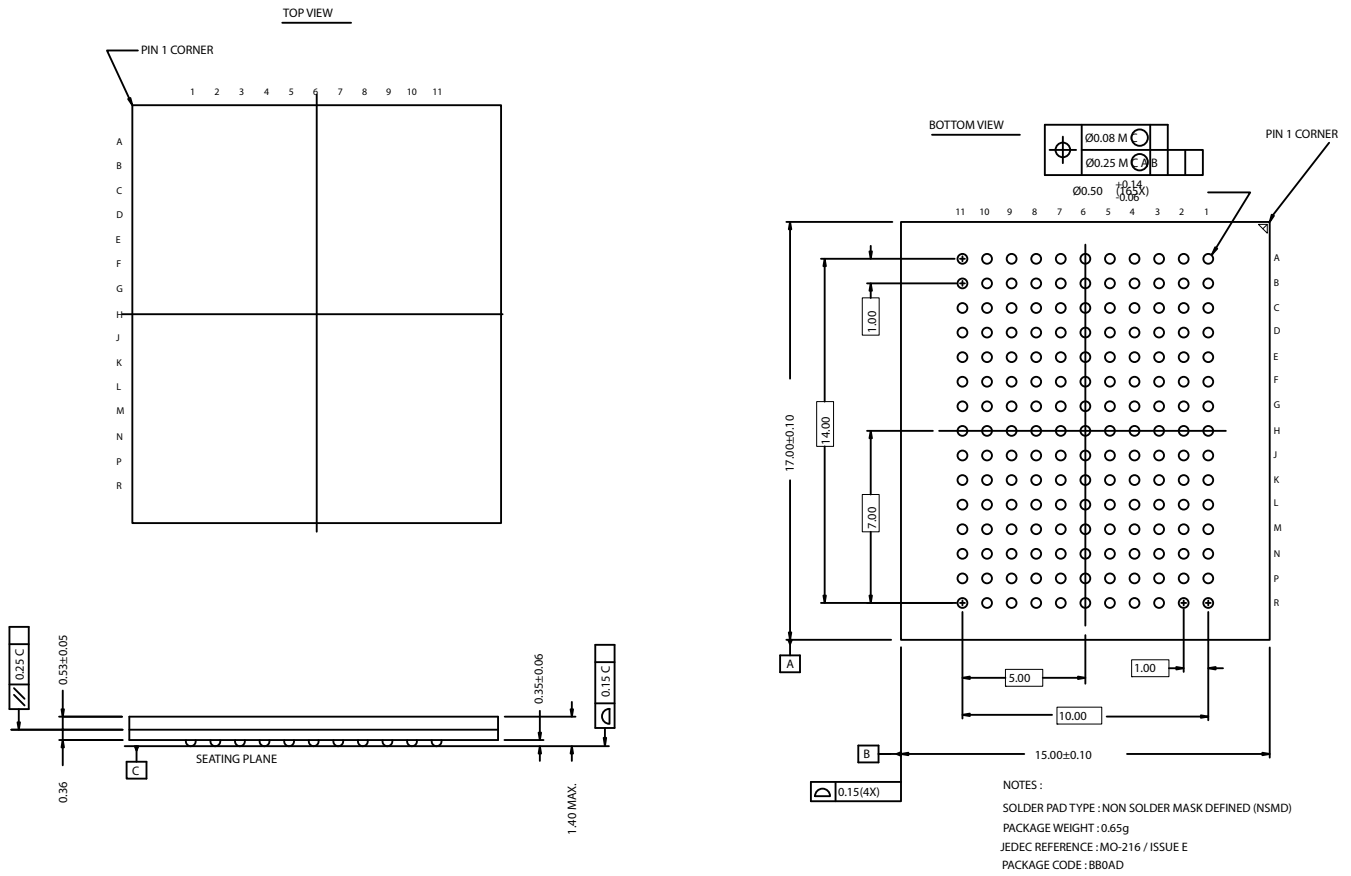 TOP VIEW
PIN 1 CORNER
1 2 3 4 5 6 7 8 9 10 11
A
B
C
D
E
F
G
H
J
K
L
M
N
P
R
BOTTOM VIEW
PIN 1 CORNER
Ø0.08 M C
Ø0.25 M C A B
Ø0.50 (165X)
+0.14
-0.06
11 10 9 8 7 6 5 4 3 2 1
A
B
C
D
E
F
G
H
J
K
L
M
N
P
R
1.00
14.00
7.00
17.00±0.10
A
5.00
1.00
10.00
B
15.00±0.10
0.15(4X)
0.25 C
0.53±0.05
0.36
0.35±0.06
0.15 C
1.40 MAX.
SEATING PLANE
C
NOTES :
SOLDER PAD TYPE : NON SOLDER MASK DEFINED (NSMD)
PACKAGE WEIGHT : 0.65g
JEDEC REFERENCE : MO-216 / ISSUE E
PACKAGE CODE : BB0AD